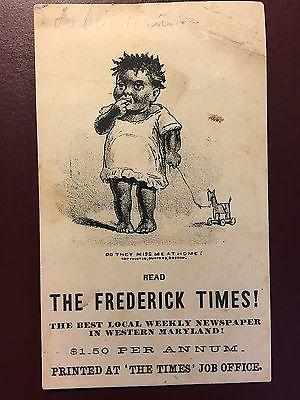 DO THEY MISS ME AT HOME?
READ
THE FREDERICK TIMES!
THE BEST LOCAL WEEKLY NEWSPAPER
IN WESTERN MARYLAND!
$1.50 PER ANNUM.
PRINTED AT 'THE TIMES' JOB OFFICE.